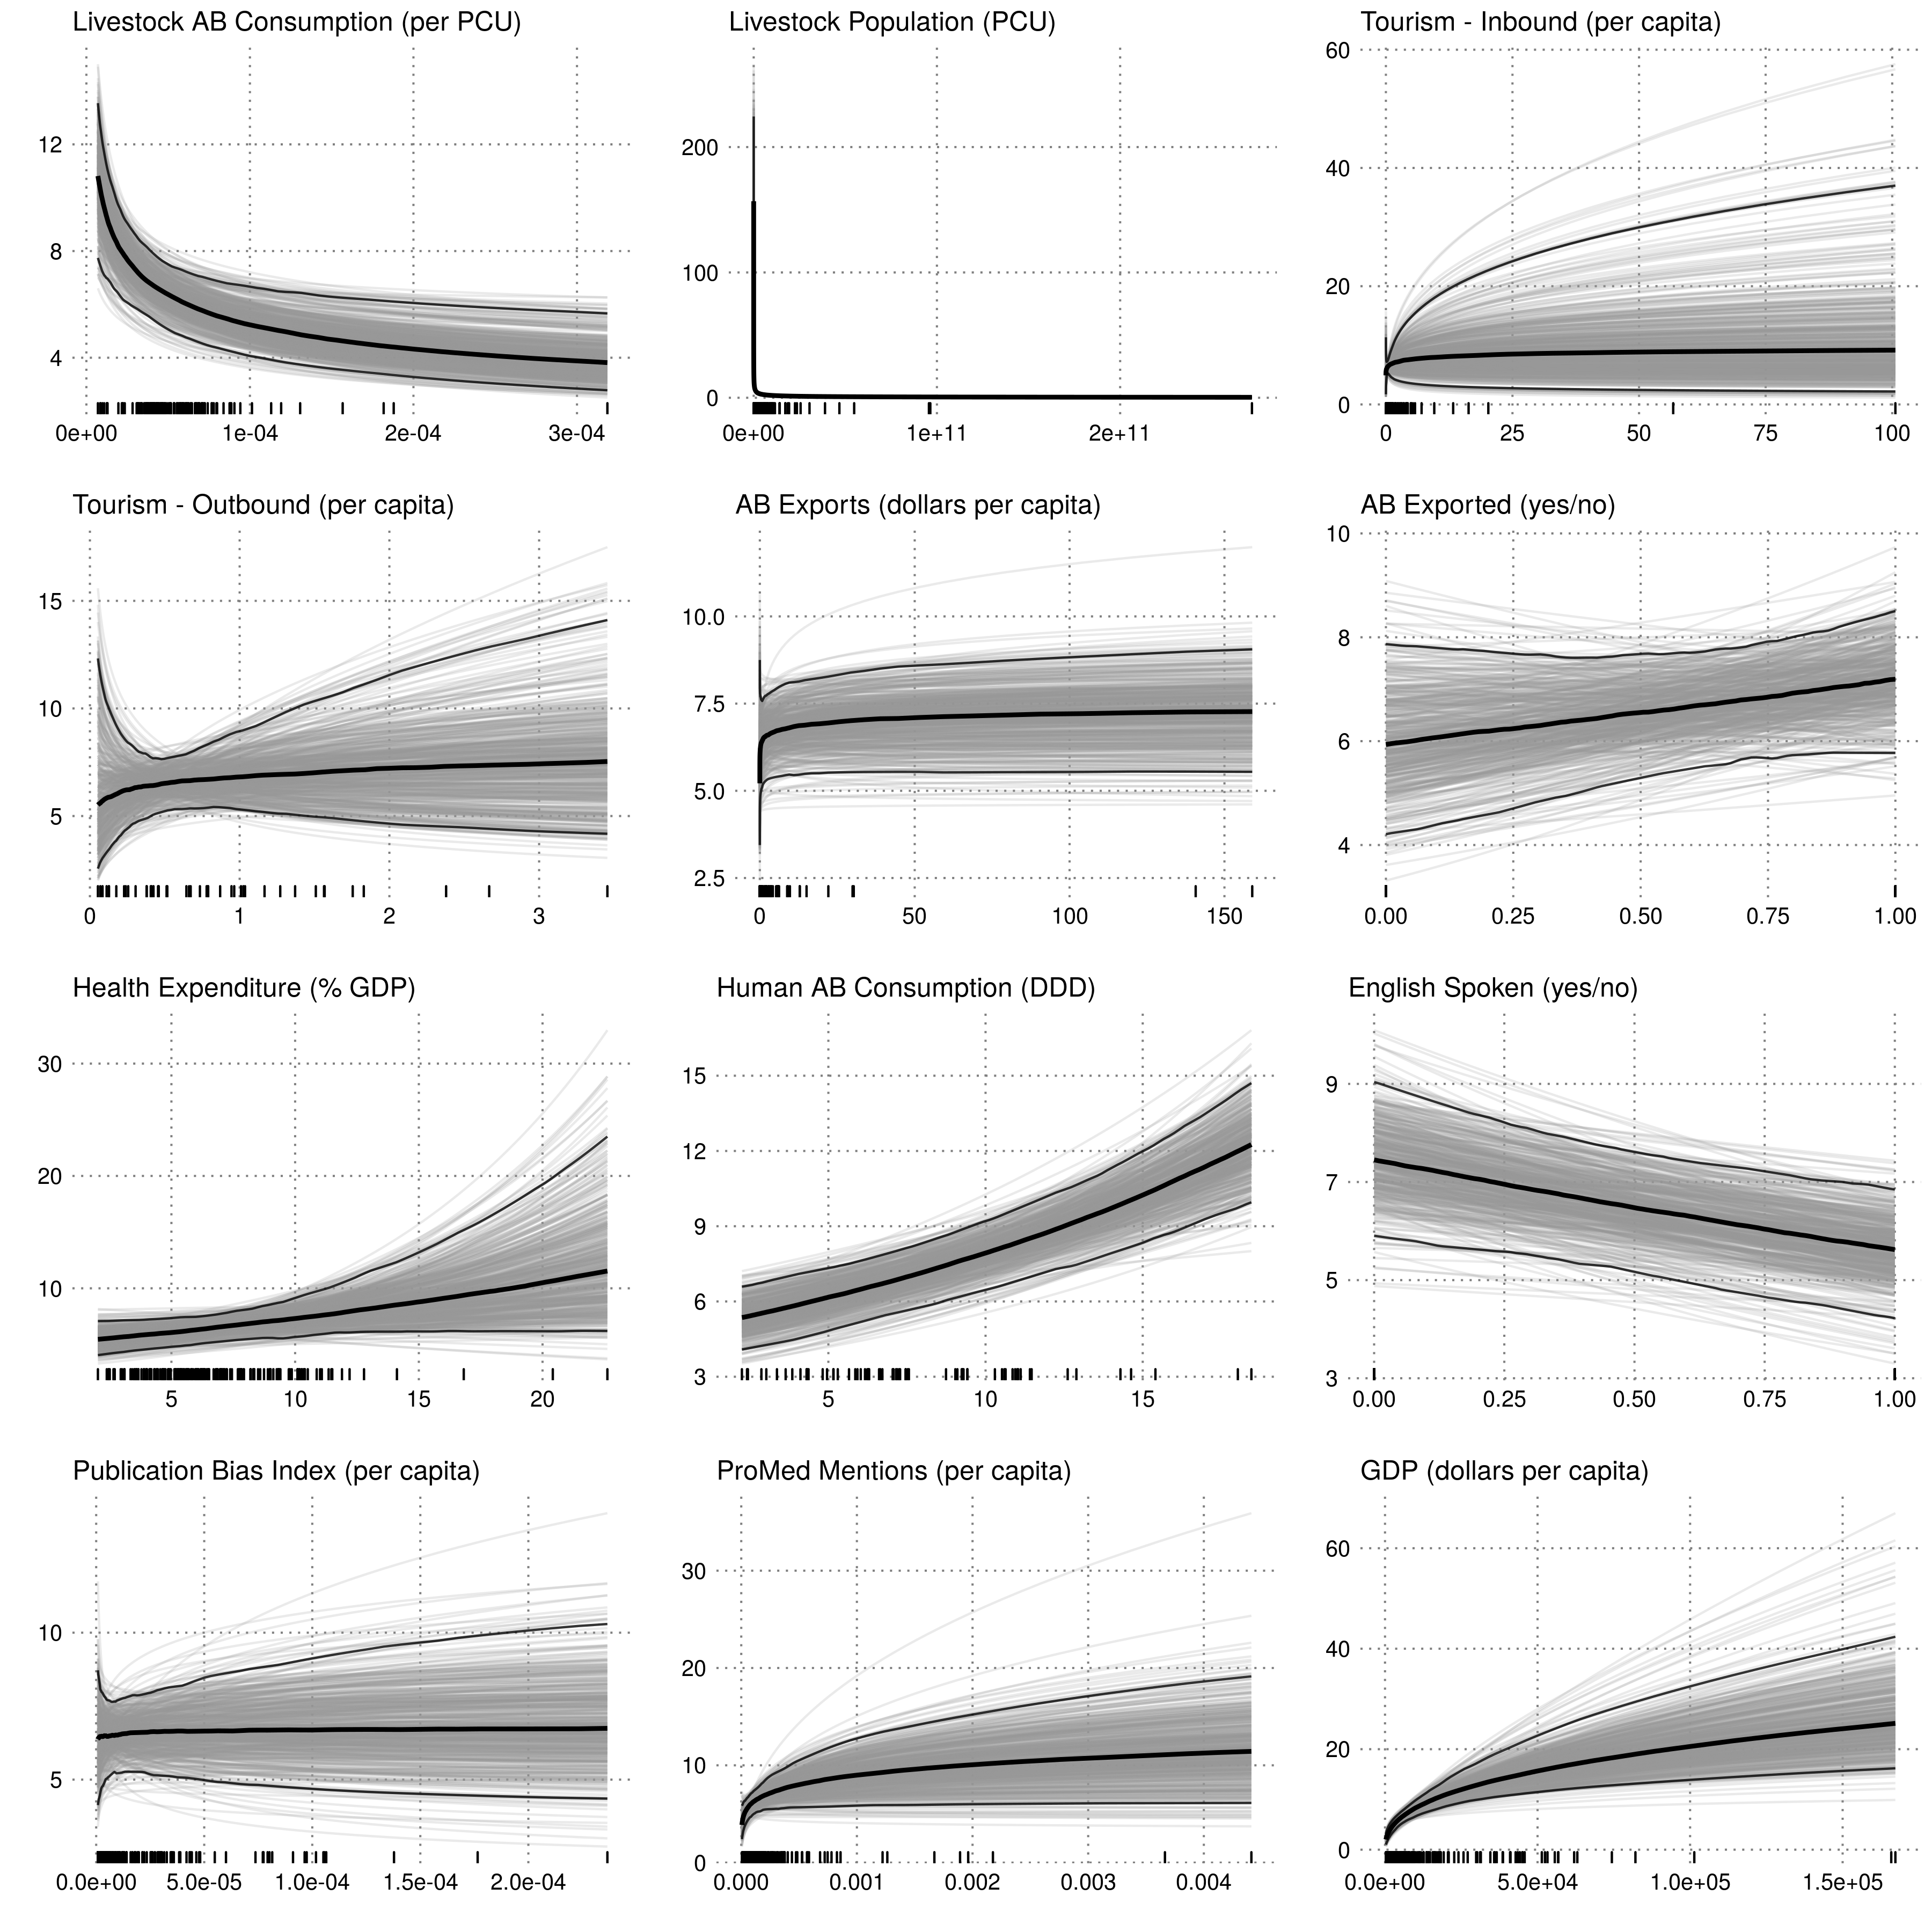 Livestock AB Consumption (per PCU)
12
8
4
0e+00 1e-04 2e-04 3e-04
Livestock Population (PCU)
200
100
0
0e+00 1e+11 2e+11
Tourism - Inbound (per capita)
60
40
20
0
0 25 50 75 100
Tourism - Outbound (per capita)
15
10
5
0 1 2 3
AB Exports (dollars per capita)
10.0
7.5
5.0
2.5
0 50 100 150
AB Exported (yes/no)
10
8
6
4
0.00 0.25 0.50 0.75 1.00
Health Expenditure (% GDP)
30
20
10
5 10 15 20
Human AB Consumption (DDD)
15
12
9
6
3
5 10 15
English Spoken (yes/no)
9
7
5
3
0.00 0.25 0.50 0.75 1.00
Publication Bias Index (per capita)
10
5
0.0e+00 5.0e-05 1.0e-04 1.5e-04 2.0e-04
ProMed Mentions (per capita)
30
20
10
0
0.000 0.001 0.002 0.003 0.004
GDP (dollars per capita)
60
40
20
0
0.0e+00 5.0e+04 1.0e+05 1.5e+05